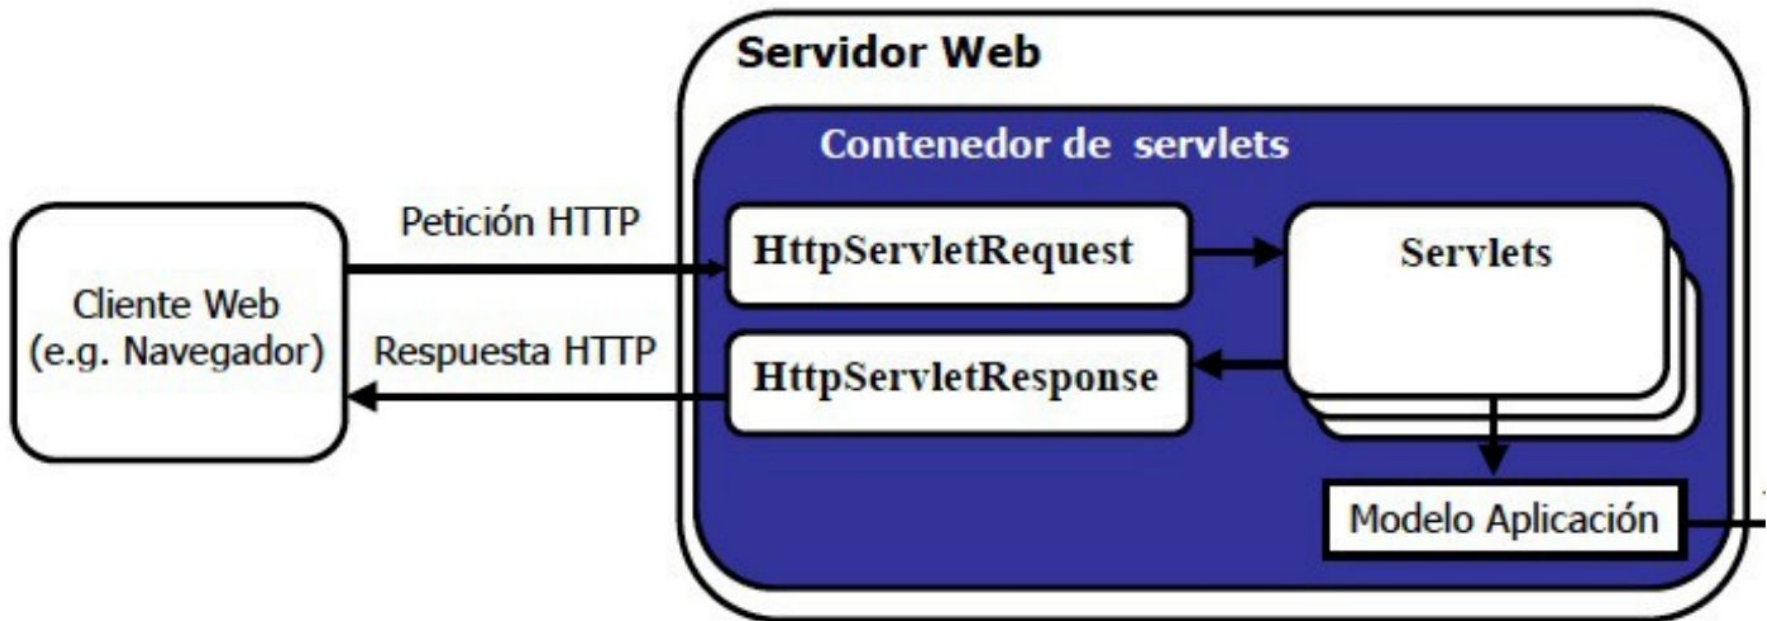 Servidor Web
Contenedor de servlets
Petición HTTP
HttpServletRequest
Servlets
Cliente Web
(e.g. Navegador)
Respuesta HTTP
HttpServletResponse
Modelo Aplicación